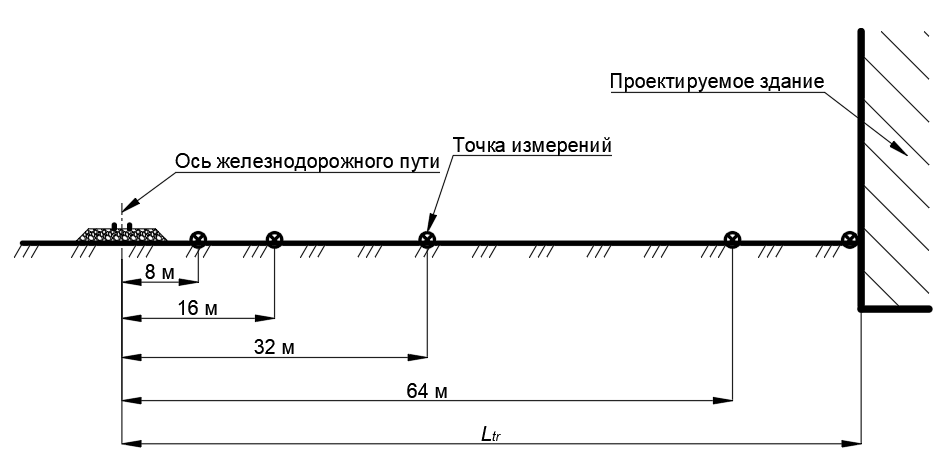 Проектируемое здание
Точка измерений
Ось железнодорожного пути
8 м
16 м
32 м
64 м
Ltr